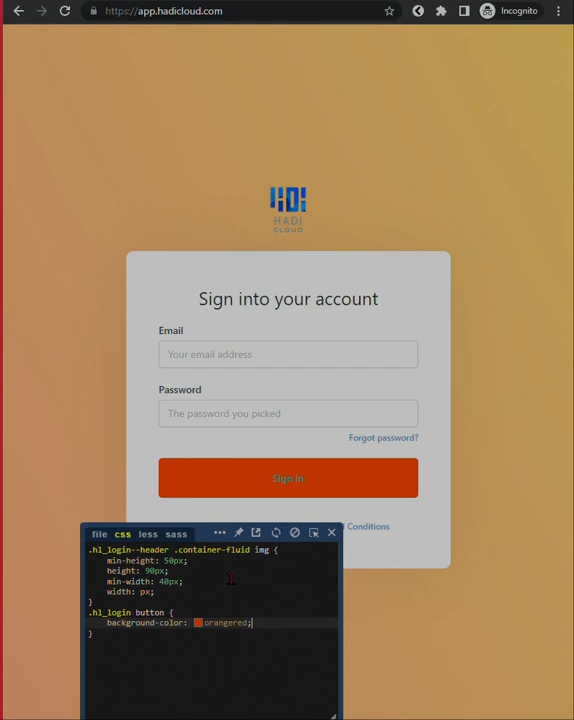 https://app.hadicloud.com
Incognito
HADI
CLOUD
Sign into your account
Email
Your email address
Password
The password you picked
Forgot password?
Sign in
Conditions
file css less sass
.hl_login--header .container-fluid img {
min-height: 50px;
height: 90px;
min-width: 40px;
width: px;
}
.hl_login button {
background-color: orangered;
}